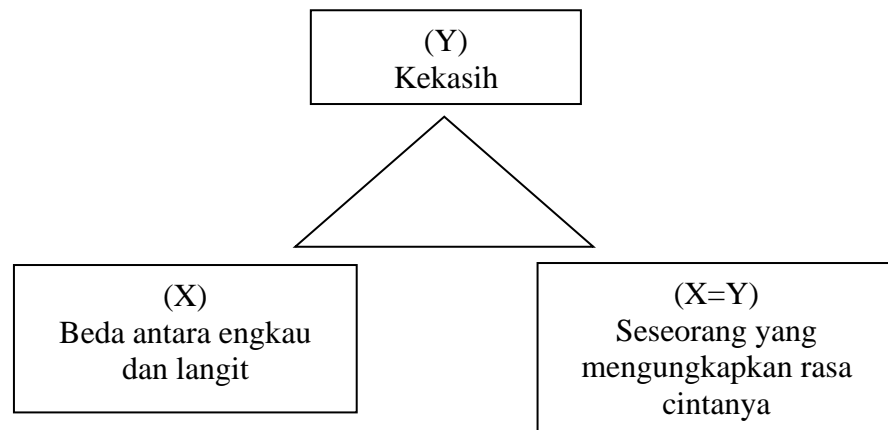 (Y)
Kekasih
(X)
Beda antara engkau
dan langit
(X=Y)
Seseorang yang
mengungkapkan rasa
cintanya